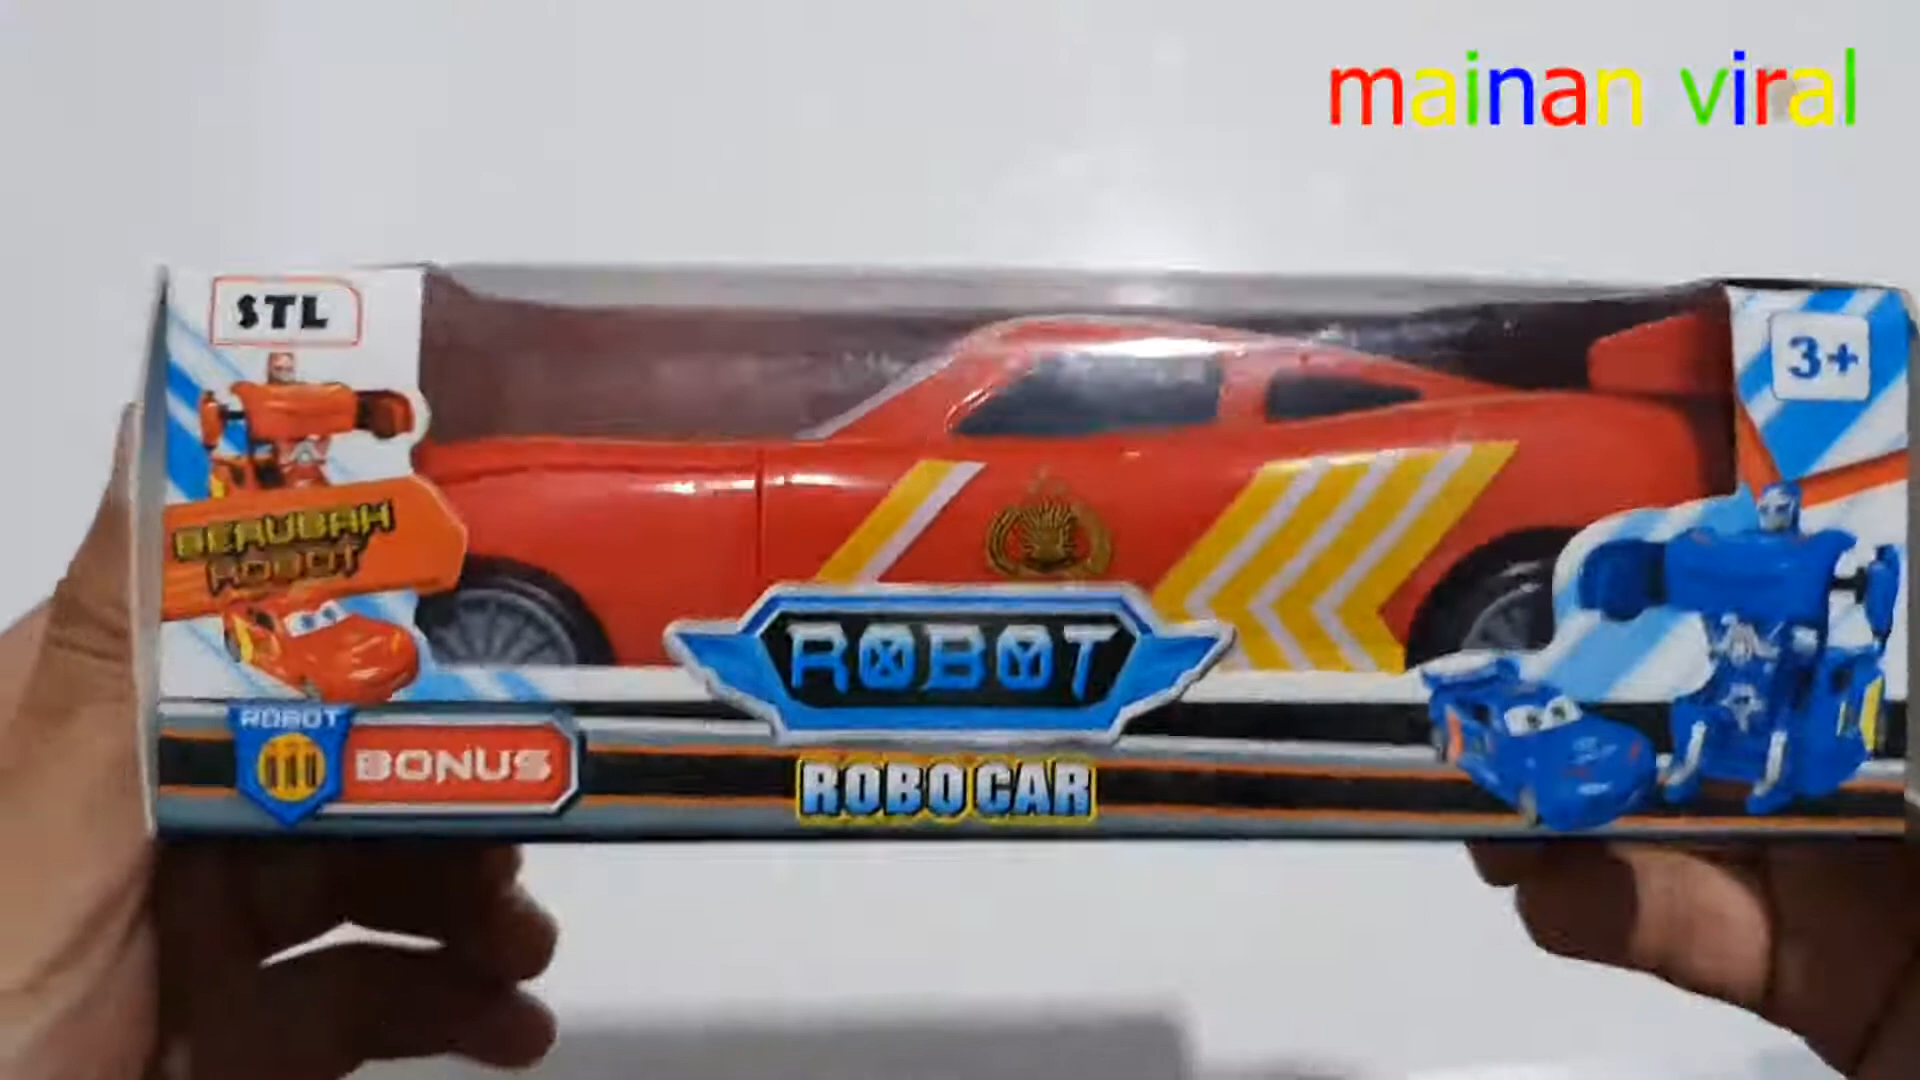 mainan viral
STL
3+
BERUBAH
ROBOT
ROBOT
ROBOT
BONUS
ROBOCAR